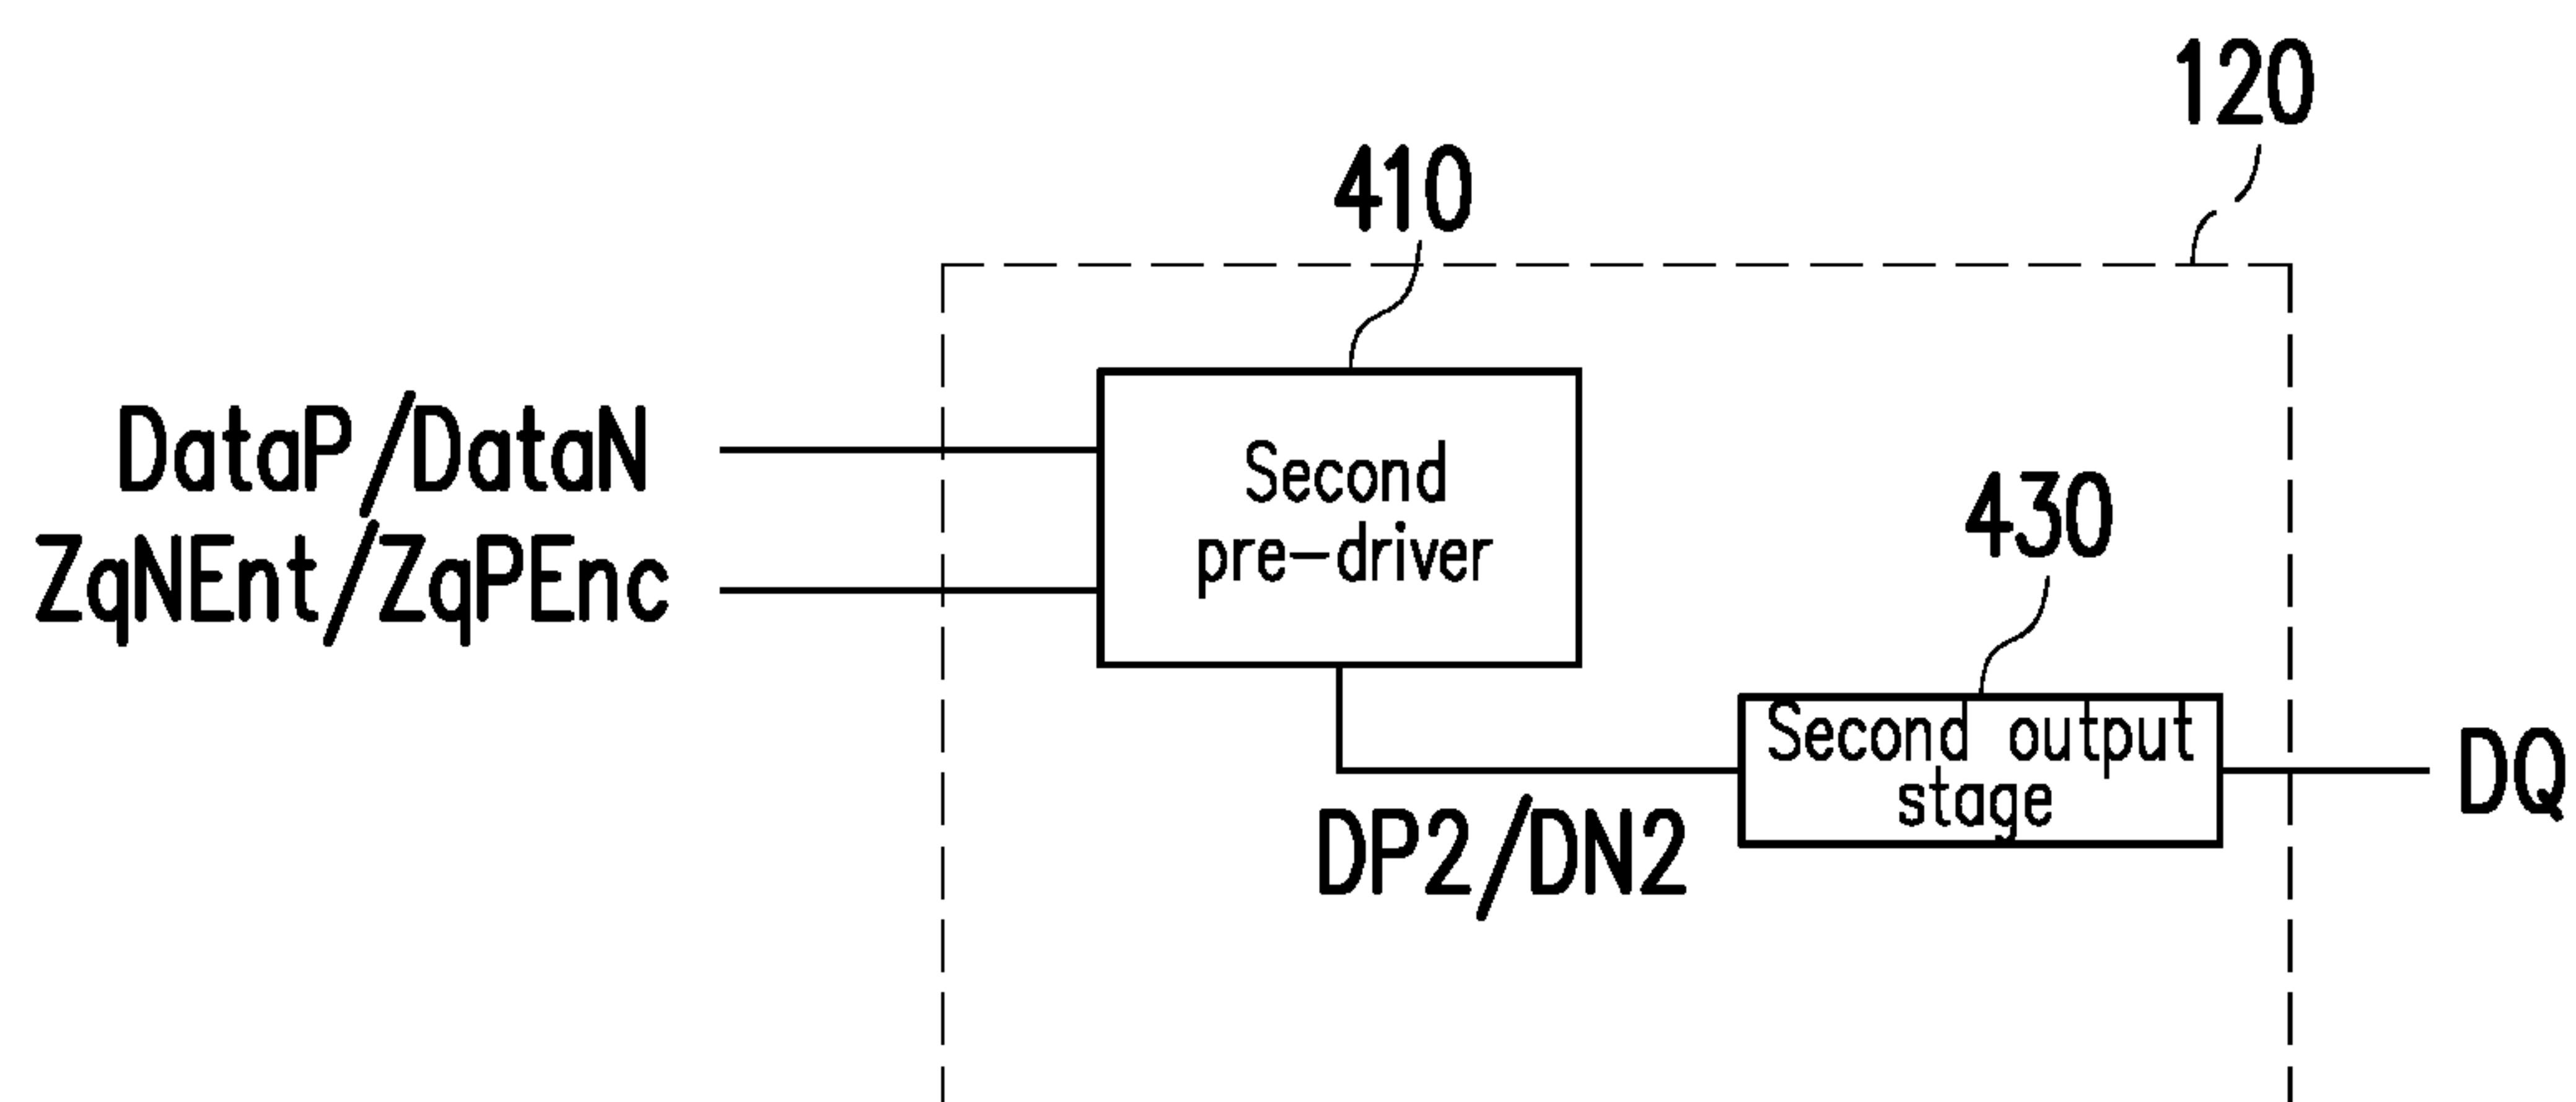 120
410
DataP/DataN
Second
pre-driver
ZqNEnt/ZqPEnc
430
Second output
stage
DQ
DP2/DN2